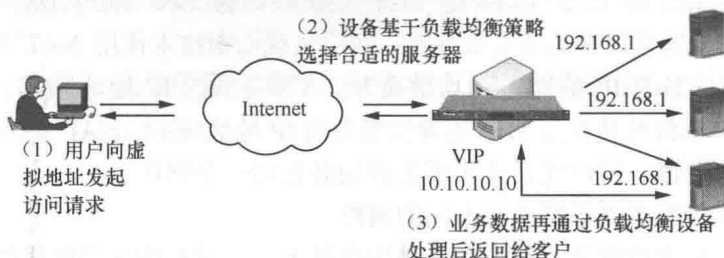 （2）设备基于负载均衡策略
选择合适的服务器
192.168.1
Internet
192.168.1
（1）用户向虚
拟地址发起
访问请求
VIP
10.10.10.10
192.168.1
（3）业务数据再通过负载均衡设备
处理后返回给客户